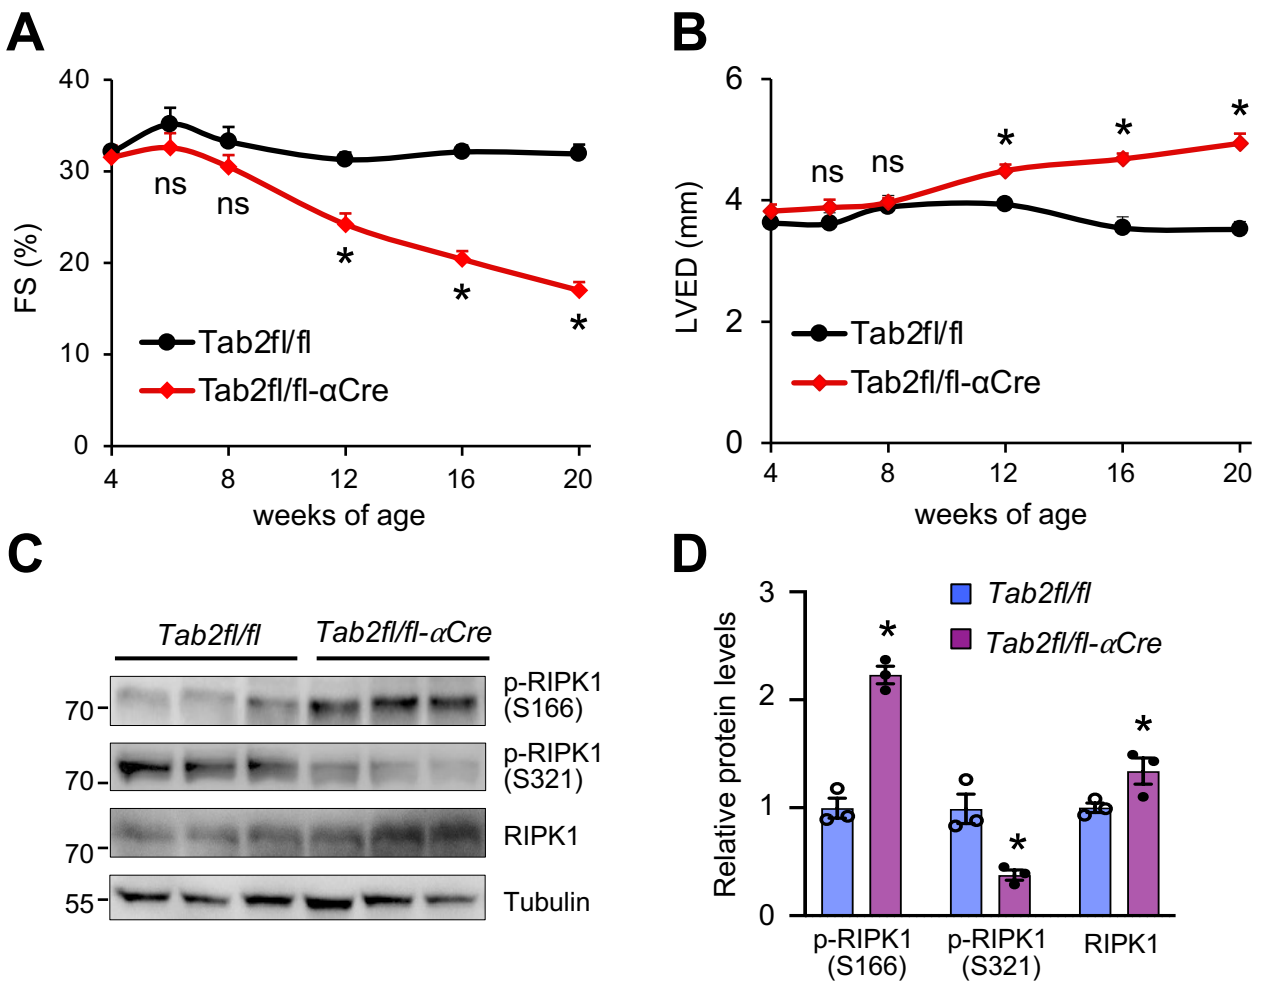 A
40
30
20
10
0
FS (%)
ns
ns
*
*
*
Tab2fl/fl
Tab2fl/fl-αCre
4 8 12 16 20
weeks of age
B
6
4
2
0
LVED (mm)
ns
ns
*
*
*
Tab2fl/fl
Tab2fl/fl-αCre
4 8 12 16 20
weeks of age
C
Tab2fl/fl Tab2fl/fl-αCre
70
p-RIPK1
(S166)
70
p-RIPK1
(S321)
70
RIPK1
55
Tubulin
D
3
2
1
0
Relative protein levels
Tab2fl/fl
Tab2fl/fl-αCre
*
*
*
p-RIPK1
(S166)
p-RIPK1
(S321)
RIPK1